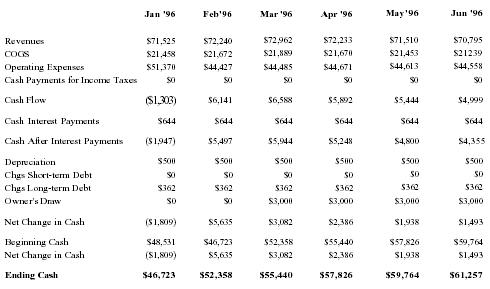 Jan '96 Feb'96 Mar '96 Apr '96 May'96 Jun '96
Revenues $71,525 $72,240 $72,962 $72,233 $71,510 $70,795
COGS $21,458 $21,672 $21,889 $21,670 $21,453 $21239
Operating Expenses $51,370 $44,427 $44,485 $44,671 $44,613 $44,558
Cash Payments for Income Taxes $0 $0 $0 $0 $0 $0
Cash Flow ($1,303) $6,141 $6,588 $5,892 $5,444 $4,999
Cash Interest Payments $644 $644 $644 $644 $644 $644
Cash After Interest Payments ($1,947) $5,497 $5,944 $5,248 $4,800 $4,355
Depreciation $500 $500 $500 $500 $500 $500
Chgs Short-term Debt $0 $0 $0 $0 $0 $0
Chgs Long-term Debt $362 $362 $362 $362 $362 $362
Owner's Draw $0 $0 $3,000 $3,000 $3,000 $3,000
Net Change in Cash ($1,809) $5,635 $3,082 $2,386 $1,938 $1,493
Beginning Cash $48,531 $46,723 $52,358 $55,440 $57,826 $59,764
Net Change in Cash ($1,809) $5,635 $3,082 $2,386 $1,938 $1,493
Ending Cash $46,723 $52,358 $55,440 $57,826 $59,764 $61,257